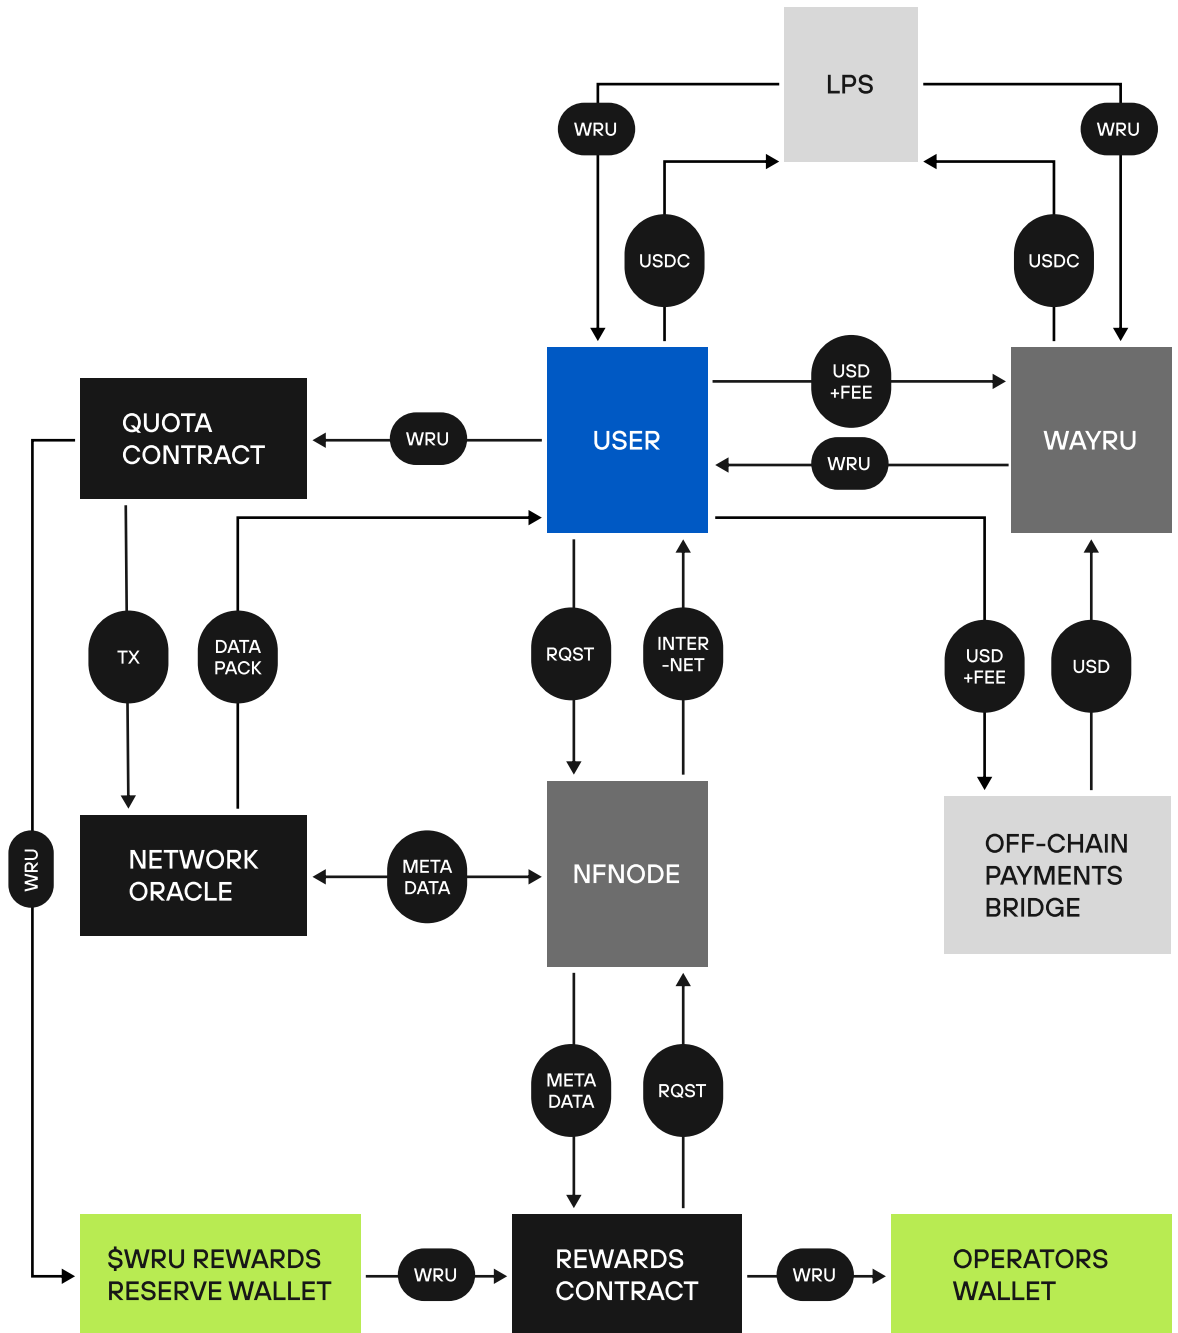 LPS
WRU
WRU
USDC
USDC
USD
+FEE
QUOTA
CONTRACT
WRU
USER
WAYRU
WRU
TX
DATA
PACK
RQST
INTER
-NET
USD
+FEE
USD
WRU
NETWORK
ORACLE
META
DATA
NFNODE
OFF-CHAIN
PAYMENTS
BRIDGE
META
DATA
RQST
$WRU REWARDS
RESERVE WALLET
WRU
REWARDS
CONTRACT
WRU
OPERATORS
WALLET